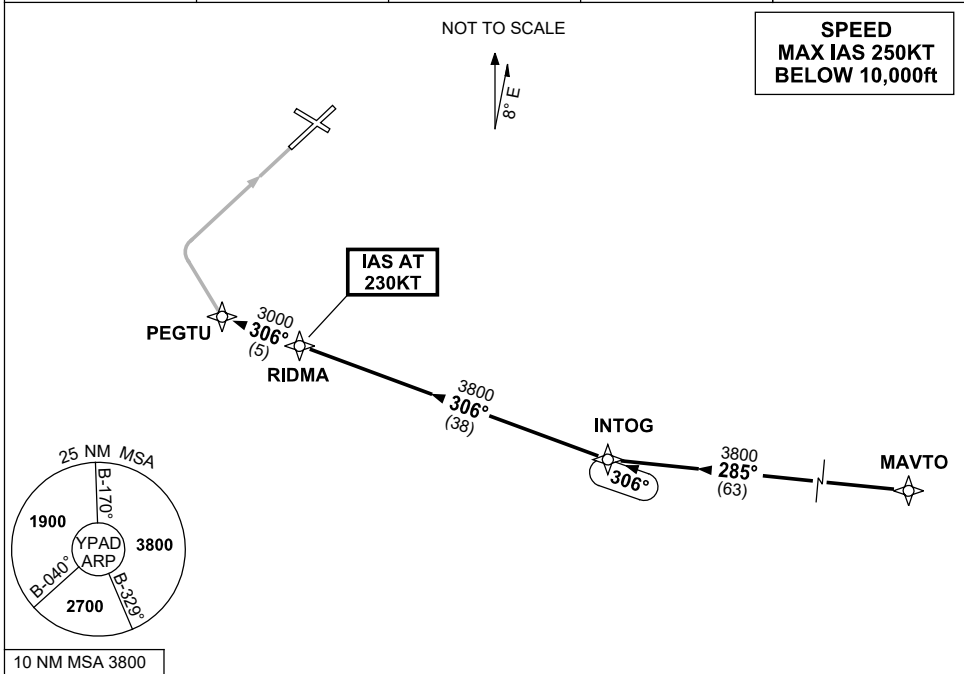 NOT TO SCALE
SPEED
MAX IAS 250KT
BELOW 10,000ft
8° E
IAS AT
230KT
PEGTU
3000
306°
(5)
RIDMA
3800
306°
(38)
INTOG
306°
3800
285°
(63)
MAVTO
25 NM MSA
B-170°
1900
YPAD
ARP
3800
B-040°
B-329°
2700
10 NM MSA 3800